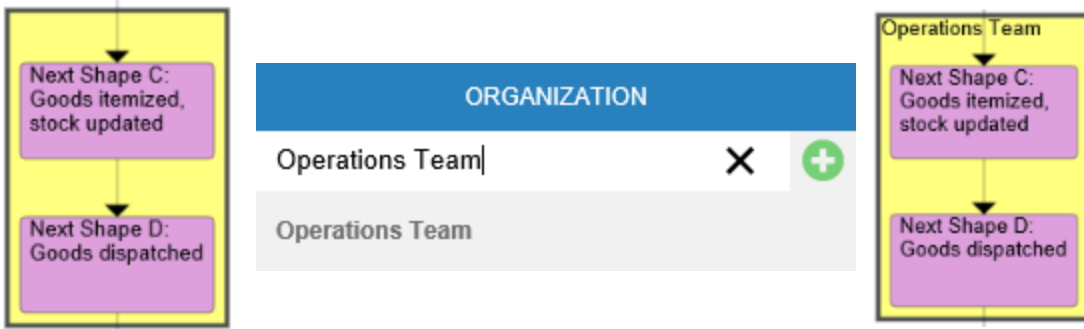 Next Shape C:
Goods itemized,
stock updated
Next Shape D:
Goods dispatched
ORGANIZATION
Operations Team
Operations Team
Operations Team
Next Shape C:
Goods itemized,
stock updated
Next Shape D:
Goods dispatched